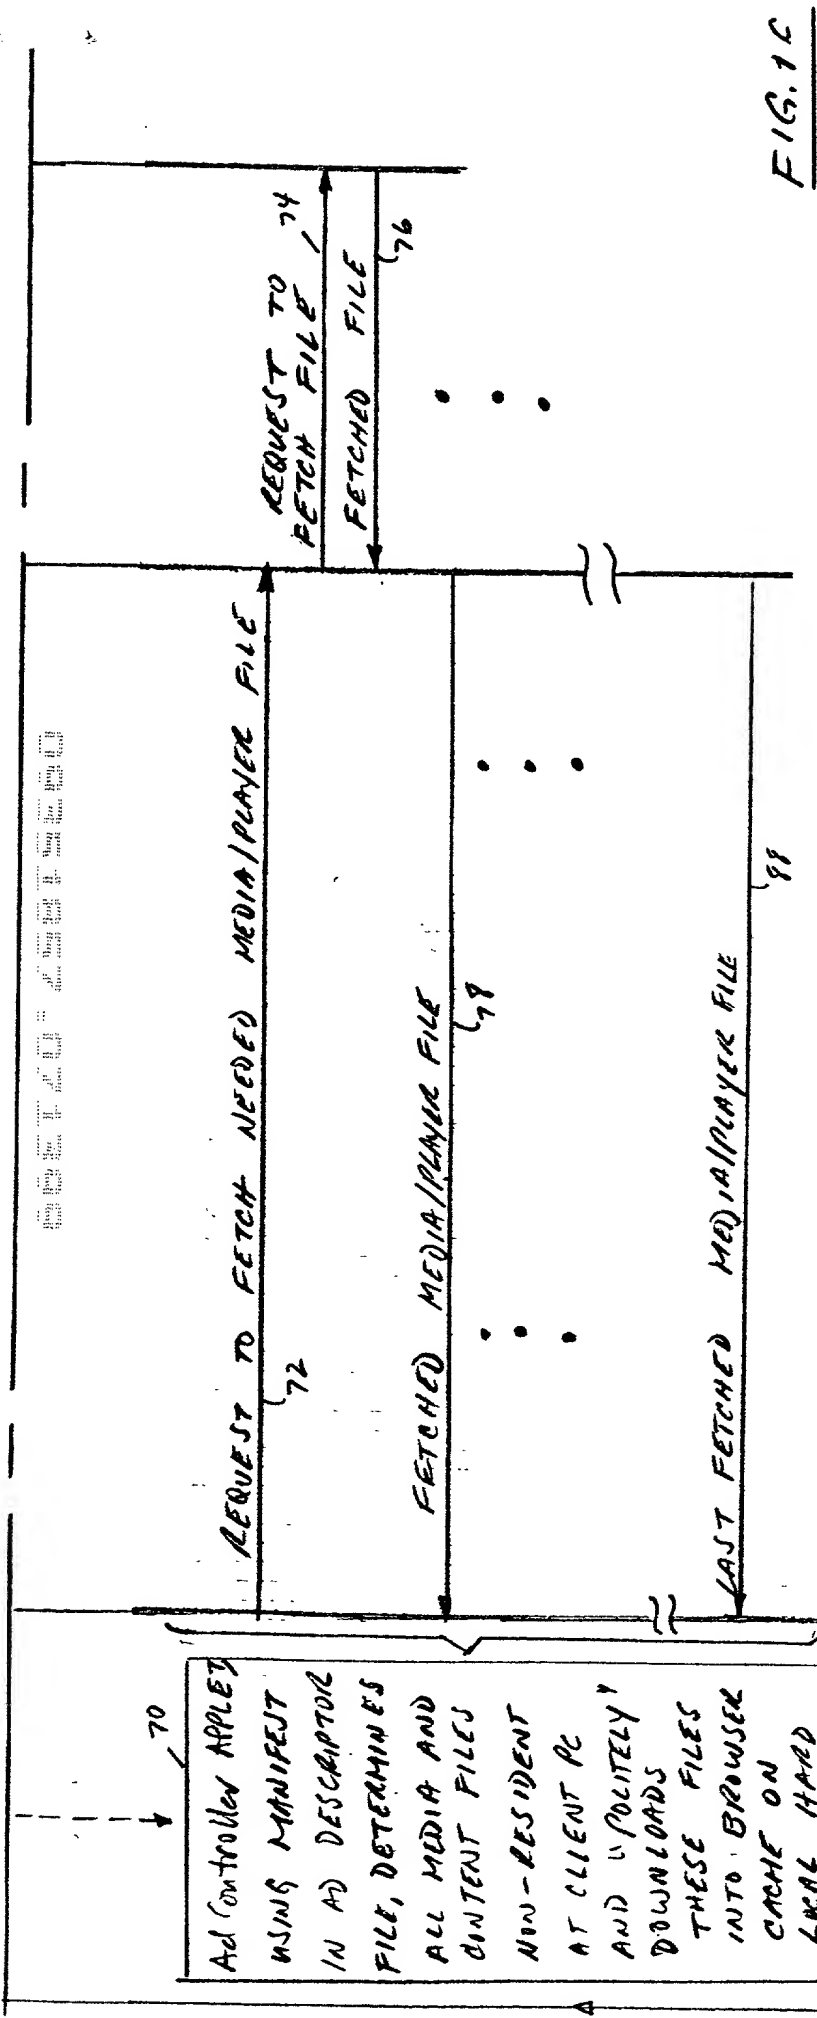 70
Ad Controller APPLET
USING MANIFEST
IN AD DESCRIPTOR
FILE, DETERMINES
ALL MEDIA AND
CONTENT FILES
NON-RESIDENT
AT CLIENT PC
AND "POLITELY"
DOWNLOADS
THESE FILES
INTO BROWSER
CACHE ON
LOCAL HARD
REQUEST TO FETCH NEEDED MEDIA/PLAYER FILE
72
REQUEST TO
FETCH FILE
74
FETCHED FILE
76
FETCHED MEDIA/PLAYER FILE
78
LAST FETCHED MEDIA/PLAYER FILE
88
FIG. 1C